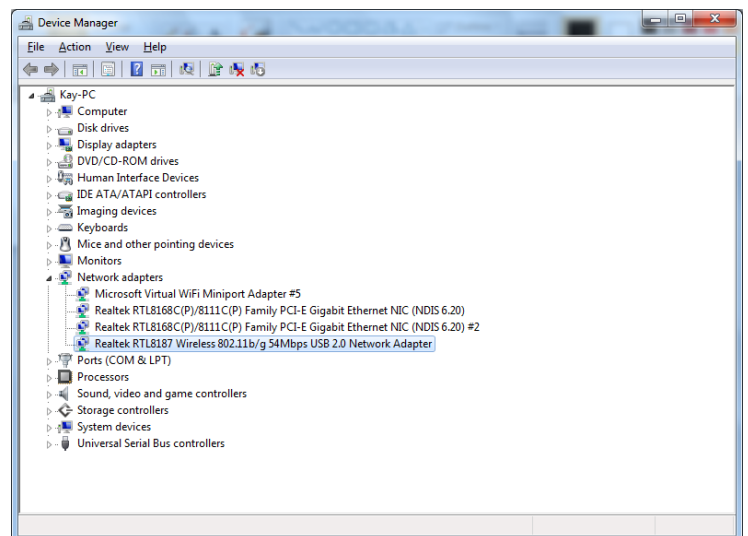 Device Manager
File Action View Help
Kay-PC
Computer
Disk drives
Display adapters
DVD/CD-ROM drives
Human Interface Devices
IDE ATA/ATAPI controllers
Imaging devices
Keyboards
Mice and other pointing devices
Monitors
Network adapters
Microsoft Virtual WiFi Miniport Adapter #5
Realtek RTL8168C(P)/8111C(P) Family PCI-E Gigabit Ethernet NIC (NDIS 6.20)
Realtek RTL8168C(P)/8111C(P) Family PCI-E Gigabit Ethernet NIC (NDIS 6.20) #2
Realtek RTL8187 Wireless 802.11b/g 54Mbps USB 2.0 Network Adapter
Ports (COM & LPT)
Processors
Sound, video and game controllers
Storage controllers
System devices
Universal Serial Bus controllers